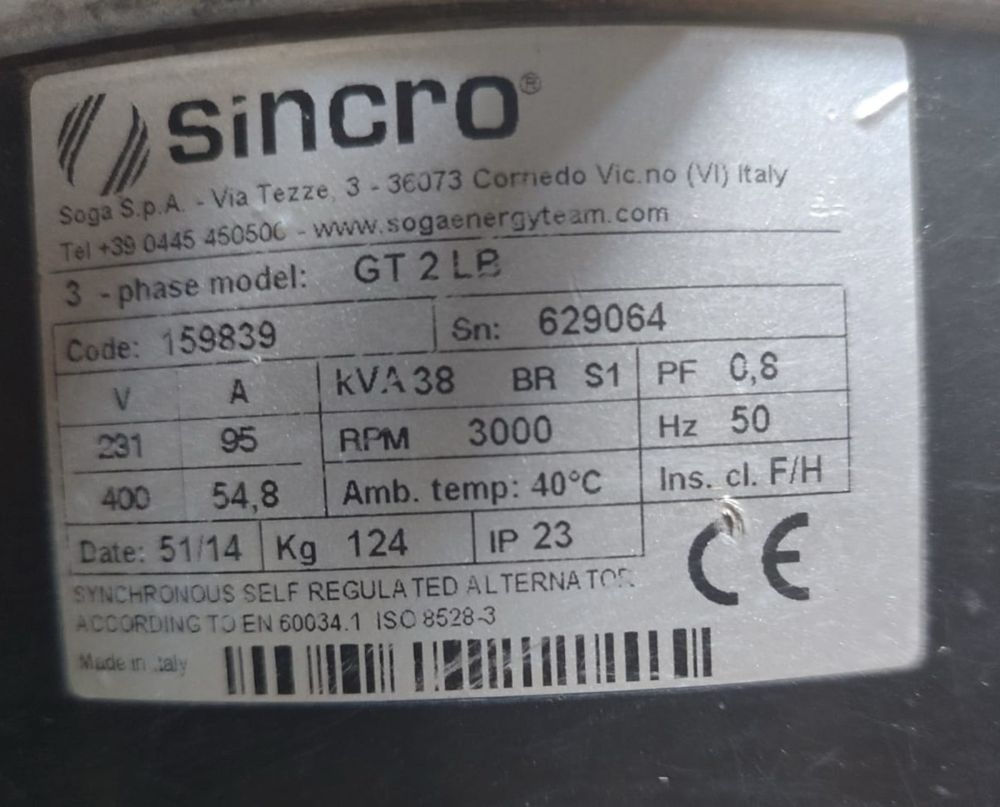 sincro®
Soga S.p.A. - Via Tezze, 3 - 36073 Cornedo Vic.no (VI) Italy
Tel +39 0445 450500 - www.sogaenergyteam.com
3 - phase model: GT 2 LB
Code: 159839 Sn: 629064
V A kVA 38 BR S1 PF 0,8
231 95 RPM 3000 Hz 50
400 54,8 Amb. temp: 40°C Ins. cl. F/H
Date: 51/14 Kg 124 IP 23
CE
SYNCHRONOUS SELF REGULATED ALTERNATOR
ACCORDING TO EN 60034.1 ISO 8528-3
Made in Italy